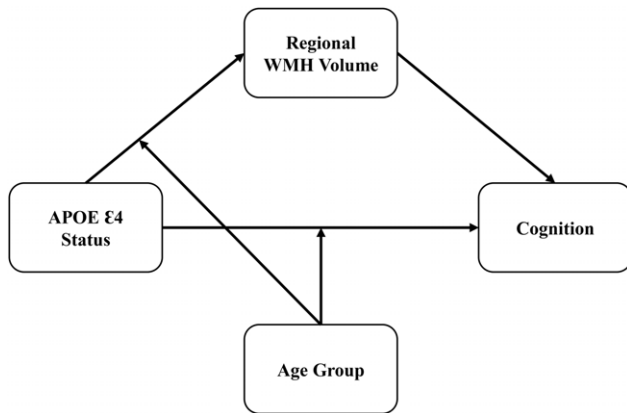 Regional
WMH Volume
APOE Ɛ4
Status
Cognition
Age Group